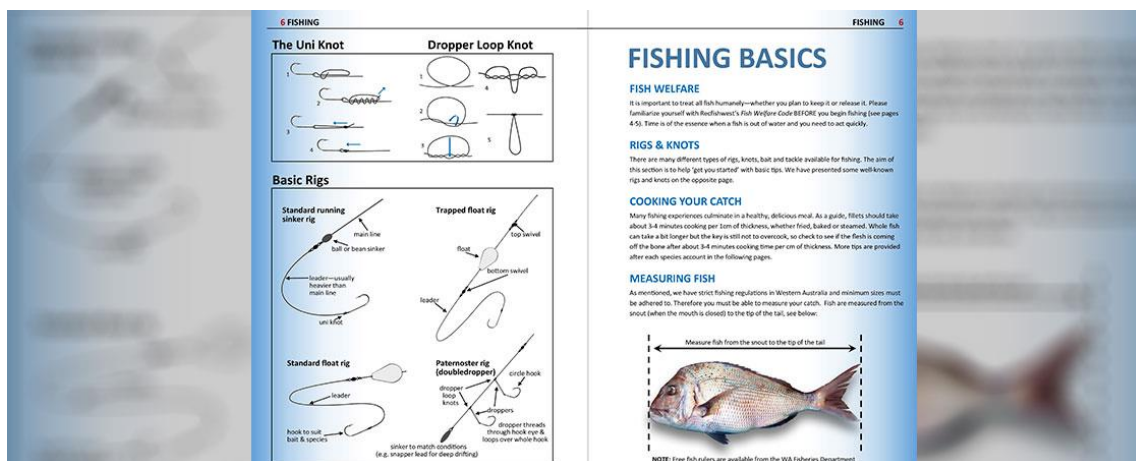 6 FISHING
The Uni Knot
Dropper Loop Knot
1
2
3
4
1
2
3
4
5
Basic Rigs
Standard running
sinker rig
main line
ball or bean sinker
leader—usually
heavier than
main line
uni knot
Trapped float rig
top swivel
float
bottom swivel
leader
Standard float rig
leader
hook to suit
bait & species
Paternoster rig
(doubledropper)
circle hook
dropper
loop
knots
droppers
dropper threads
through hook eye &
loops over whole hook
sinker to match conditions
(e.g. snapper lead for deep drifting)
FISHING 6
FISHING BASICS
FISH WELFARE
It is important to treat all fish humanely—whether you plan to keep it or release it. Please
familiarize yourself with Recfishwest's Fish Welfare Code BEFORE you begin fishing (see pages
4-5). Time is of the essence when a fish is out of water and you need to act quickly.
RIGS & KNOTS
There are many different types of rigs, knots, bait and tackle available for fishing. The aim of
this section is to help 'get you started' with basic tips. We have presented some well-known
rigs and knots on the opposite page.
COOKING YOUR CATCH
Many fishing experiences culminate in a healthy, delicious meal. As a guide, fillets should take
about 3-4 minutes cooking per 1cm of thickness, whether fried, baked or steamed. Whole fish
can take a bit longer but the key is still not to overcook, so check to see if the flesh is coming
off the bone after about 3-4 minutes cooking time per cm of thickness. More tips are provided
after each species account in the following pages.
MEASURING FISH
As mentioned, we have strict fishing regulations in Western Australia and minimum sizes must
be adhered to. Therefore you must be able to measure your catch. Fish are measured from the
snout (when the mouth is closed) to the tip of the tail, see below:
Measure fish from the snout to the tip of the tail
NOTE: Free fish rulers are available from the WA Fisheries Department